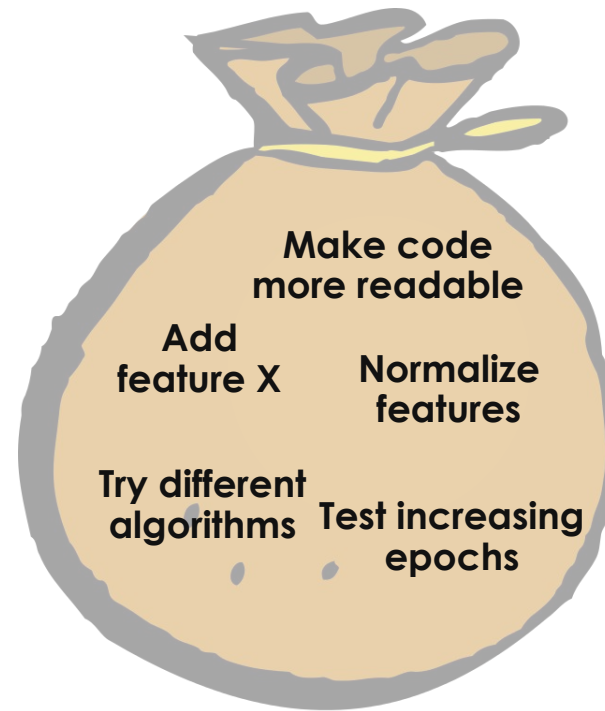 Make code
more readable
Add
feature X
Normalize
features
Try different
algorithms
Test increasing
epochs